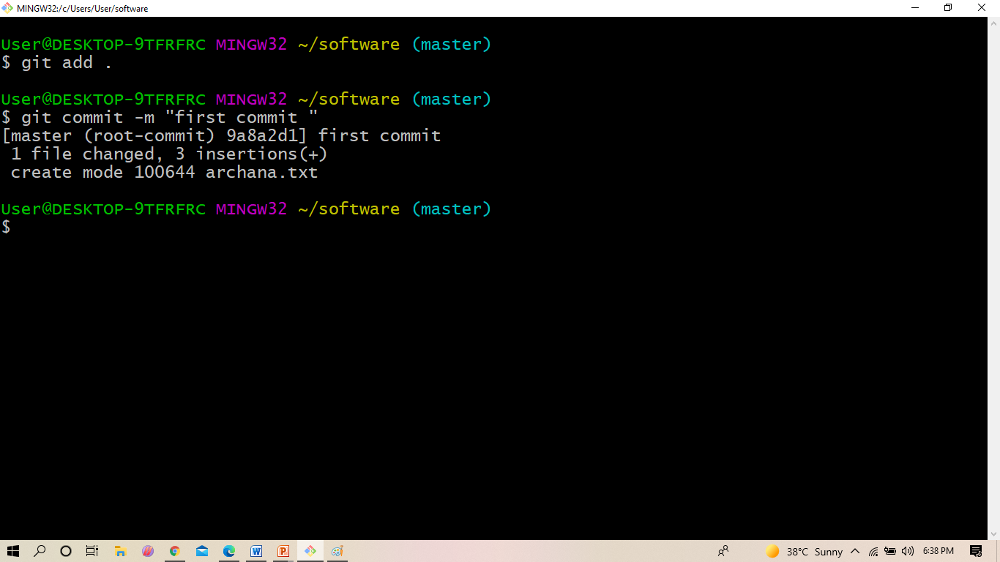 MINGW32:/c/Users/User/software
User@DESKTOP-9TFRFRC MINGW32 ~/software (master)
$ git add .
User@DESKTOP-9TFRFRC MINGW32 ~/software (master)
$ git commit -m "first commit "
[master (root-commit) 9a8a2d1] first commit
 1 file changed, 3 insertions(+)
 create mode 100644 archana.txt
User@DESKTOP-9TFRFRC MINGW32 ~/software (master)
$
38°C Sunny 6:38 PM